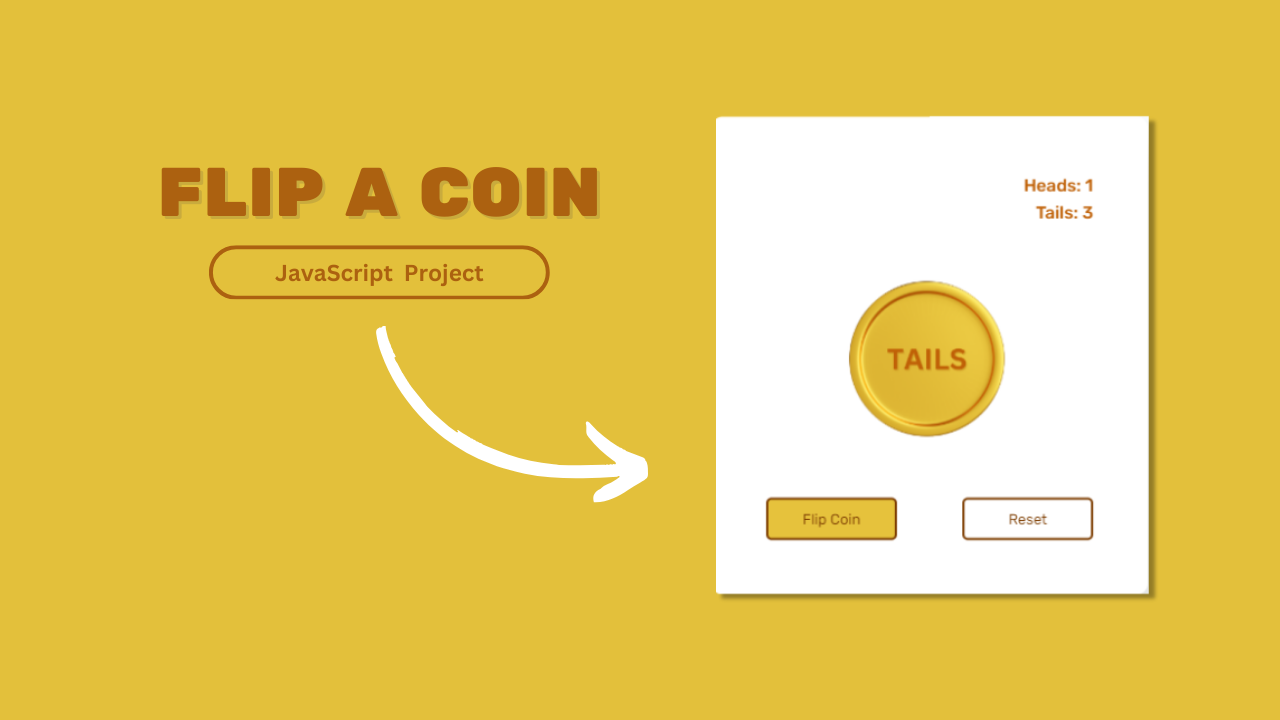 FLIP A COIN
JavaScript Project
Heads: 1
Tails: 3
TAILS
Flip Coin
Reset